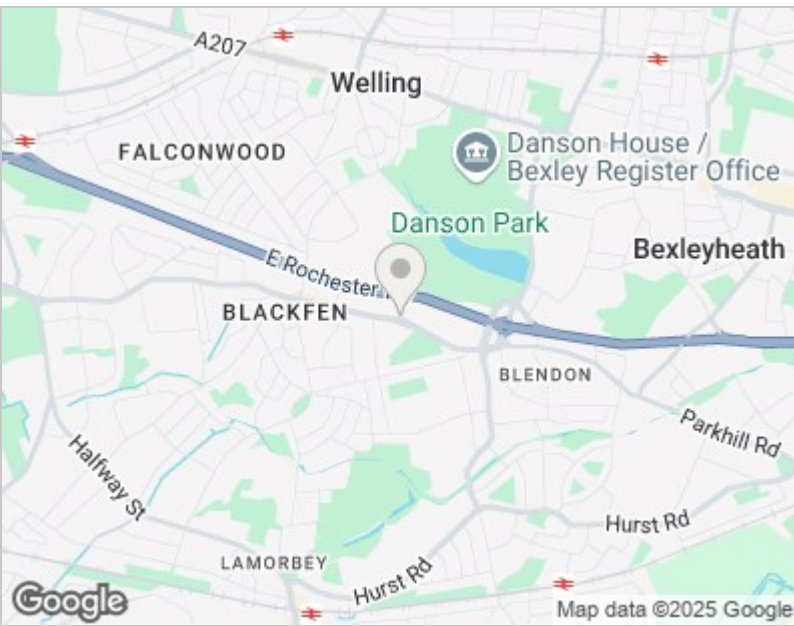 A207
Welling
FALCONWOOD
Danson House /
Bexley Register Office
Danson Park
Bexleyheath
E Rochester
BLACKFEN
BLENDON
Parkhill Rd
Halfway St
Hurst Rd
LAMORBEY
Hurst Rd
Google
Map data ©2025 Google